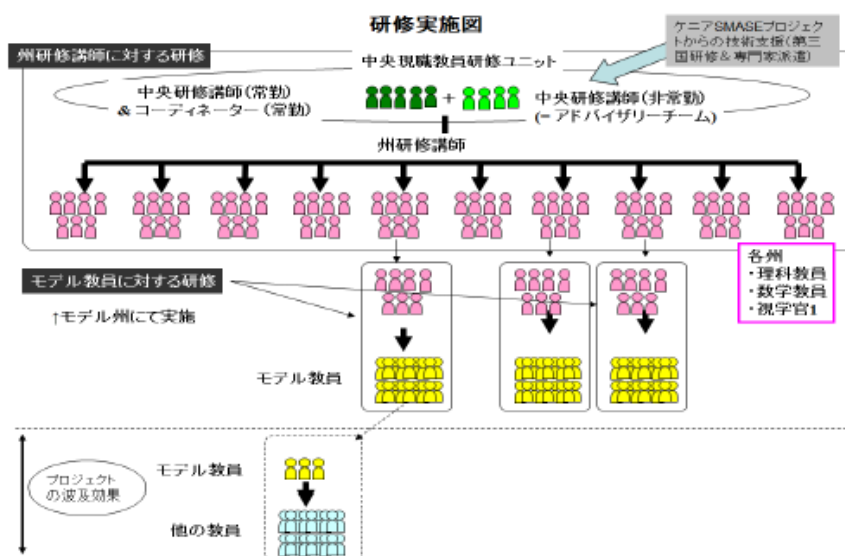 研修実施図
ケニアSMASEプロジェク
トからの技術支援(第三
国研修&専門家派遣)
州研修講師に対する研修
中央現職教員研修ユニット
中央研修講師(常勤)
&コーディネーター(常勤)
+
中央研修講師(非常勤)
(=アドバイザリーチーム)
州研修講師
各州
・理科教員
・数学教員
・視学官1
モデル教員に対する研修
↑モデル州にて実施
モデル教員
プロジェクト
の波及効果
モデル教員
他の教員